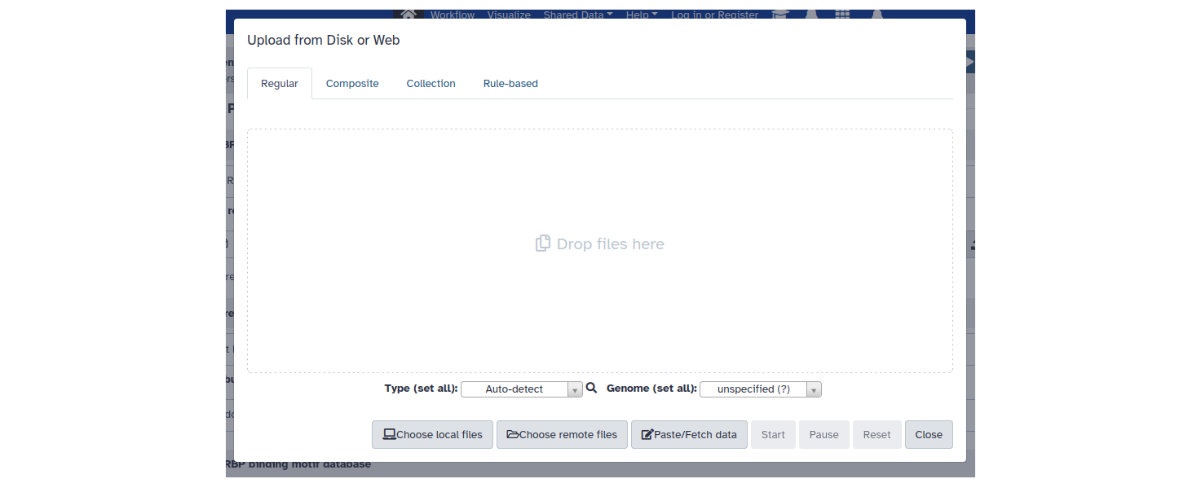 Workflow Visualize Shared Data Help Log in or Register
Upload from Disk or Web
Regular Composite Collection Rule-based
Drop files here
Type (set all): Auto-detect Genome (set all): unspecified (?)
Choose local files Choose remote files Paste/Fetch data Start Pause Reset Close
RBP binding motif database